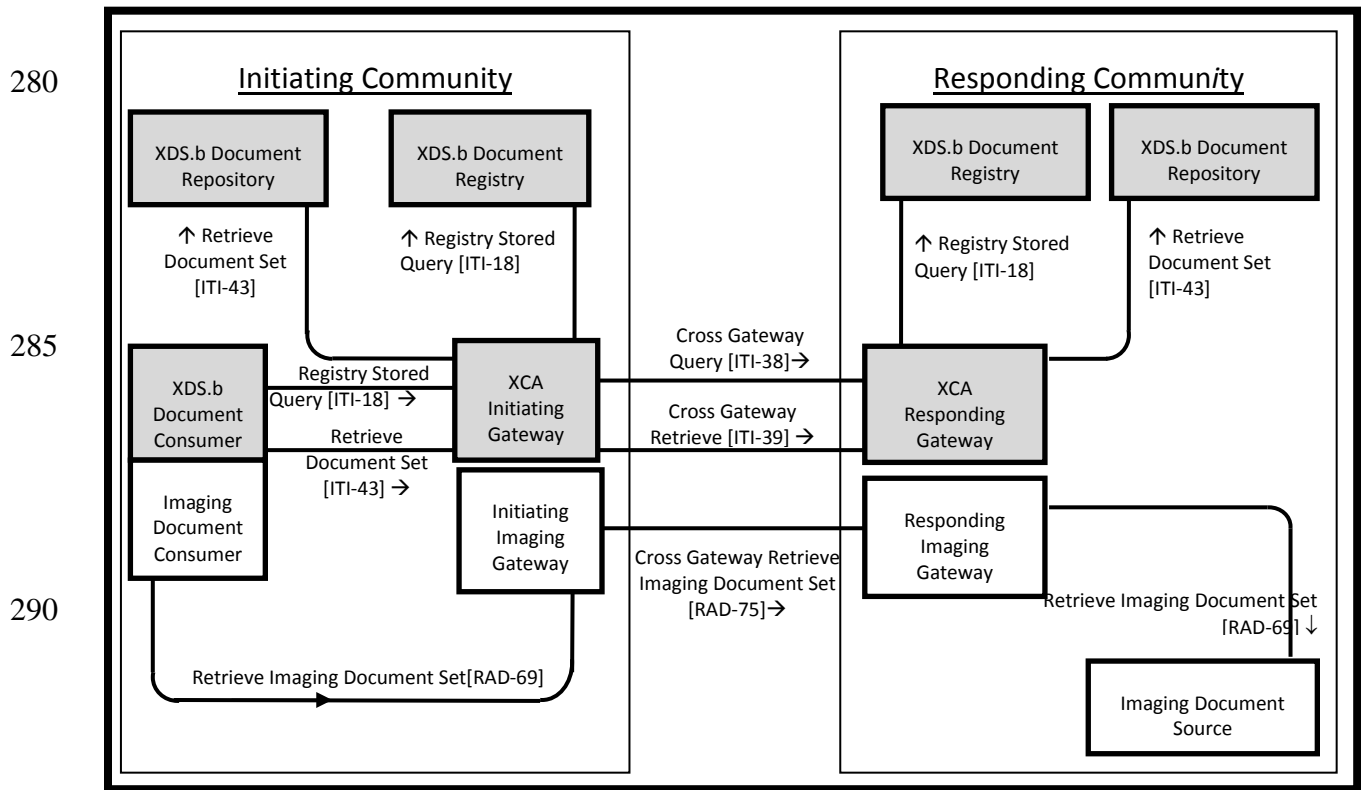 280
Initiating Community
Responding Community
XDS.b Document
Repository
XDS.b Document
Registry
XDS.b Document
Registry
XDS.b Document
Repository
↑ Retrieve
Document Set
[ITI-43]
↑ Registry Stored
Query [ITI-18]
↑ Registry Stored
Query [ITI-18]
↑ Retrieve
Document Set
[ITI-43]
285
XDS.b
Document
Consumer
Registry Stored
Query [ITI-18] →
Retrieve
Document Set
[ITI-43] →
XCA
Initiating
Gateway
Cross Gateway
Query [ITI-38]→
Cross Gateway
Retrieve [ITI-39] →
XCA
Responding
Gateway
Imaging
Document
Consumer
Initiating
Imaging
Gateway
Cross Gateway Retrieve
Imaging Document Set
[RAD-75]→
Responding
Imaging
Gateway
290
Retrieve Imaging Document Set
[RAD-69] ↓
Retrieve Imaging Document Set[RAD-69]
Imaging Document
Source